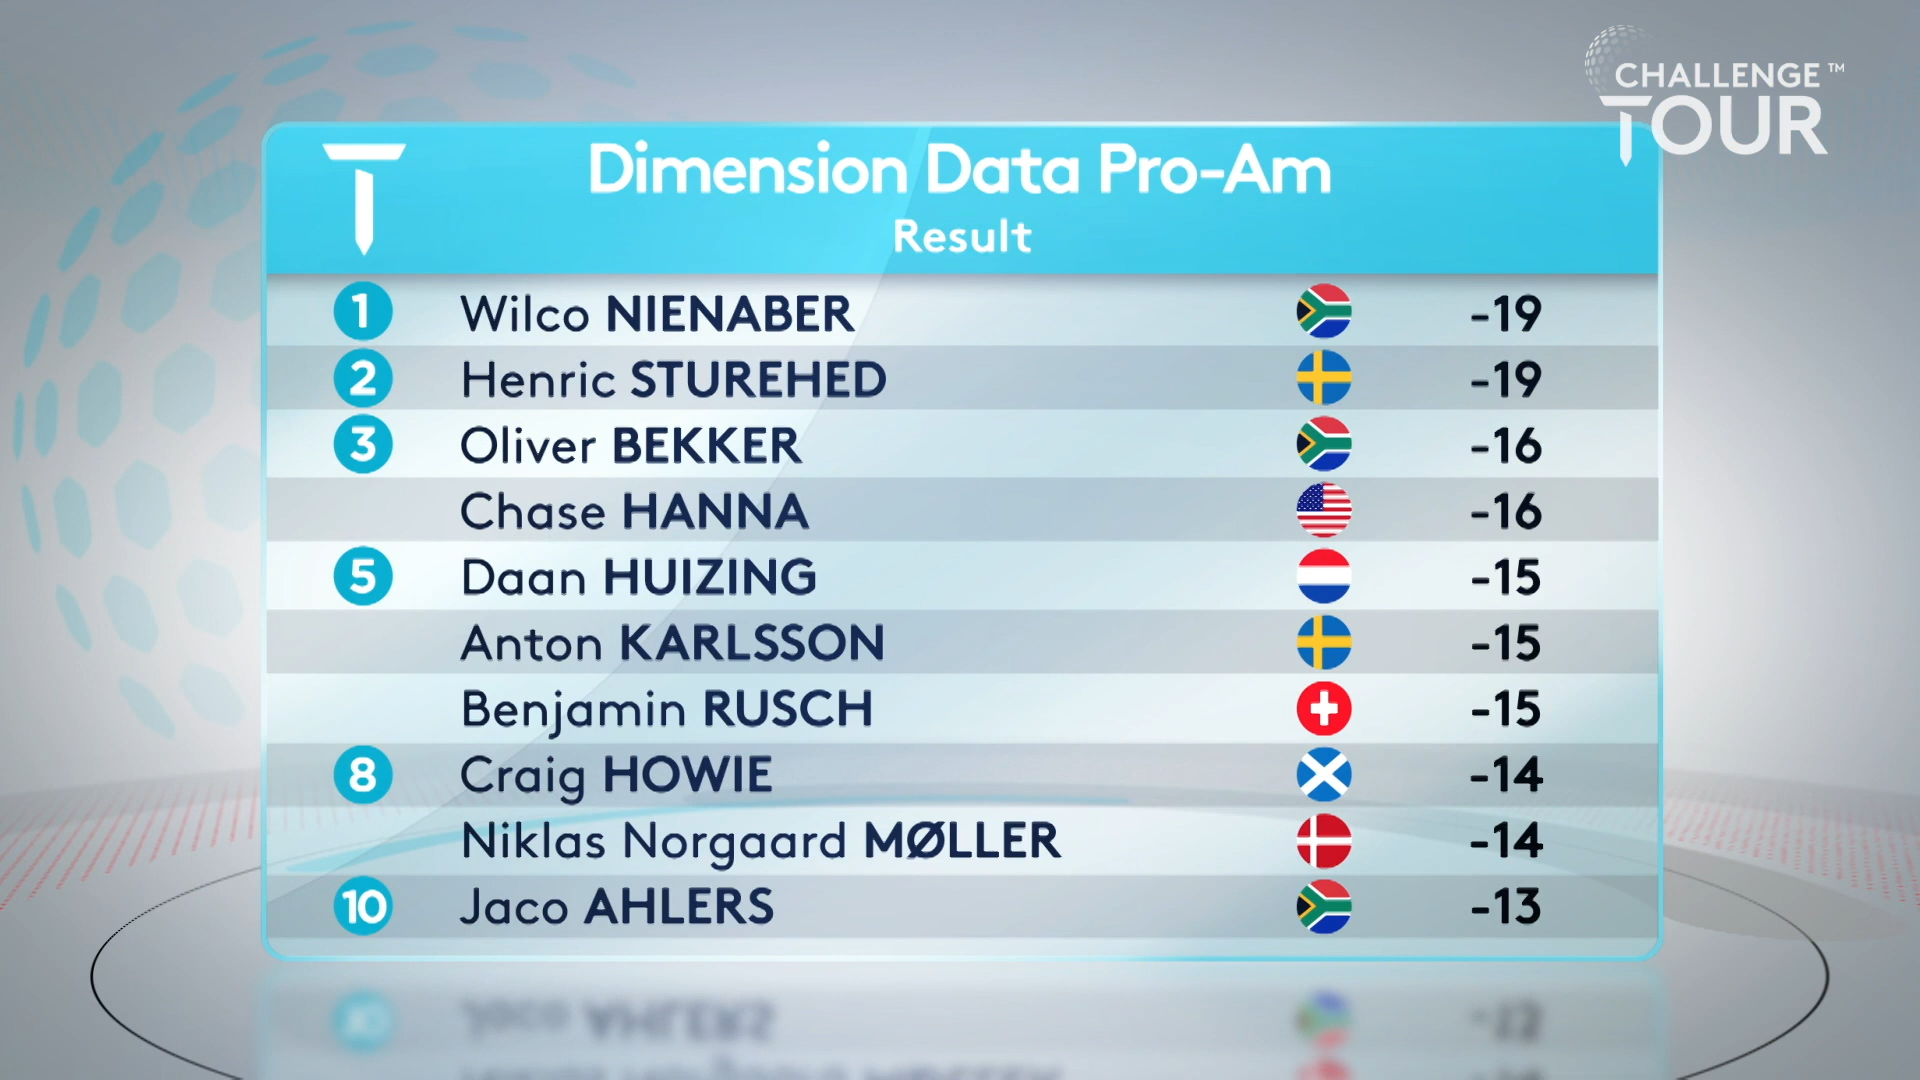 CHALLENGE™
TOUR
Dimension Data Pro-Am
Result
1 Wilco NIENABER -19
2 Henric STUREHED -19
3 Oliver BEKKER -16
Chase HANNA -16
5 Daan HUIZING -15
Anton KARLSSON -15
Benjamin RUSCH -15
8 Craig HOWIE -14
Niklas Norgaard MØLLER -14
10 Jaco AHLERS -13